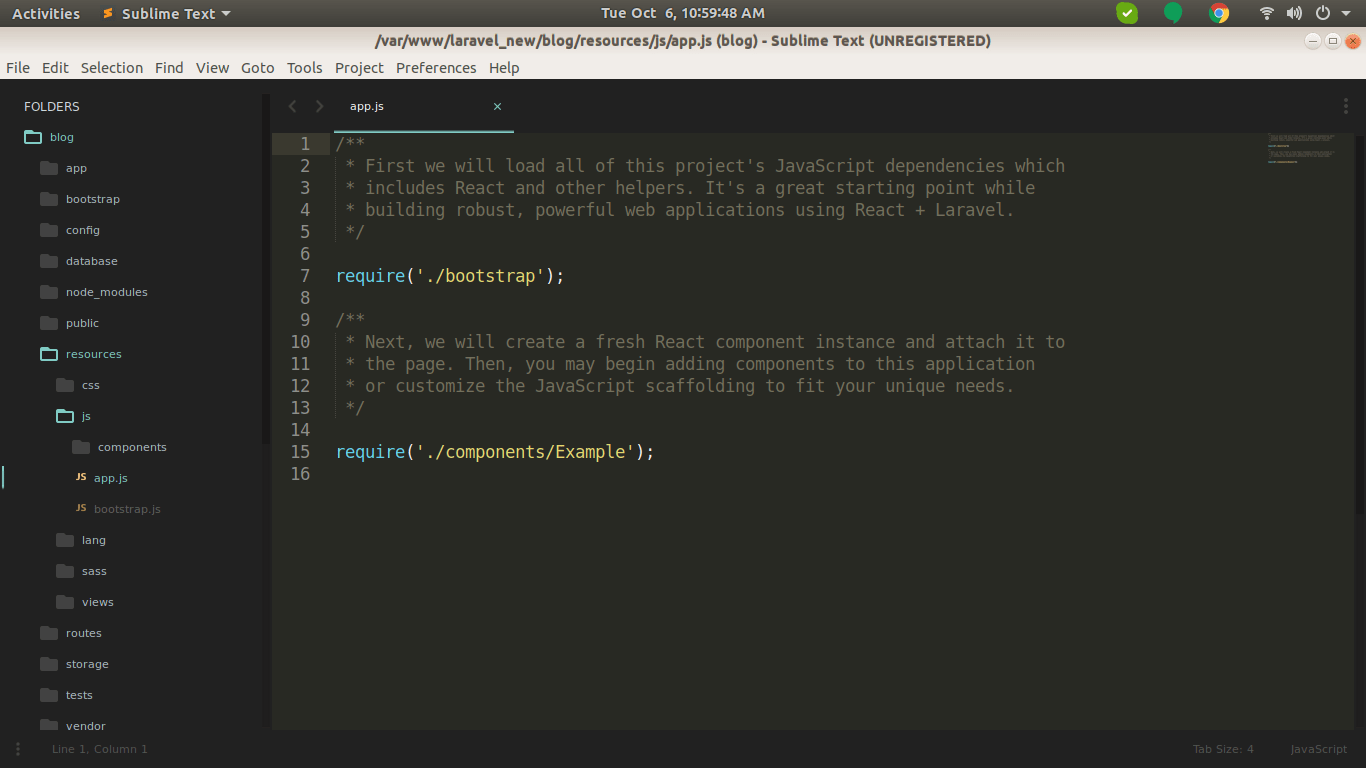 Activities Sublime Text Tue Oct 6, 10:59:48 AM
/var/www/laravel_new/blog/resources/js/app.js (blog) - Sublime Text (UNREGISTERED)
File Edit Selection Find View Goto Tools Project Preferences Help
FOLDERS
blog
app
bootstrap
config
database
node_modules
public
resources
css
js
components
JS app.js
JS bootstrap.js
lang
sass
views
routes
storage
tests
vendor
app.js ×
1 /**
2 * First we will load all of this project's JavaScript dependencies which
3 * includes React and other helpers. It's a great starting point while
4 * building robust, powerful web applications using React + Laravel.
5 */
6
7 require('./bootstrap');
8
9 /**
10 * Next, we will create a fresh React component instance and attach it to
11 * the page. Then, you may begin adding components to this application
12 * or customize the JavaScript scaffolding to fit your unique needs.
13 */
14
15 require('./components/Example');
16
Line 1, Column 1 Tab Size: 4 JavaScript